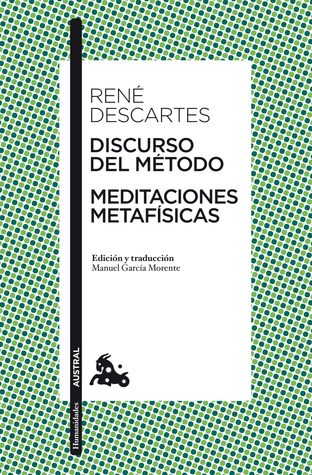 RENÉ
DESCARTES
DISCURSO
DEL MÉTODO
MEDITACIONES
METAFÍSICAS
Edición y traducción
Manuel García Morente
Humanidades
AUSTRAL